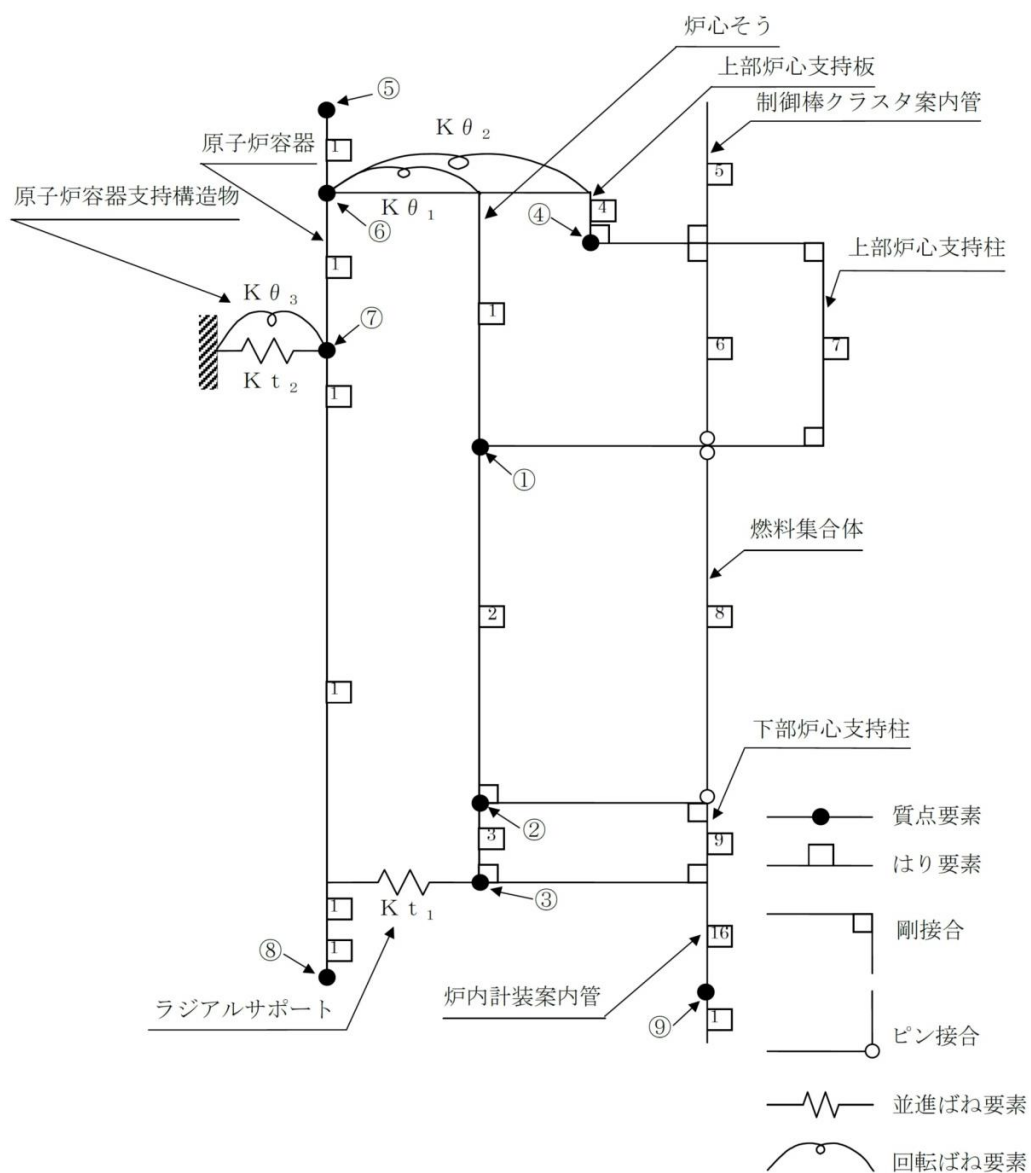 炉心そう
上部炉心支持板
制御棒クラスタ案内管
⑤
Kθ₂
1
原子炉容器
5
原子炉容器支持構造物
Kθ₁
④
4
⑥
上部炉心支持柱
1
Kθ₃
⑦
1
6
7
Kt₂
1
①
燃料集合体
2
8
1
下部炉心支持柱
②
質点要素
3
9
はり要素
③
Kt₁
1
剛接合
16
⑧
1
炉内計装案内管
ラジアルサポート
⑨
1
ピン接合
並進ばね要素
回転ばね要素